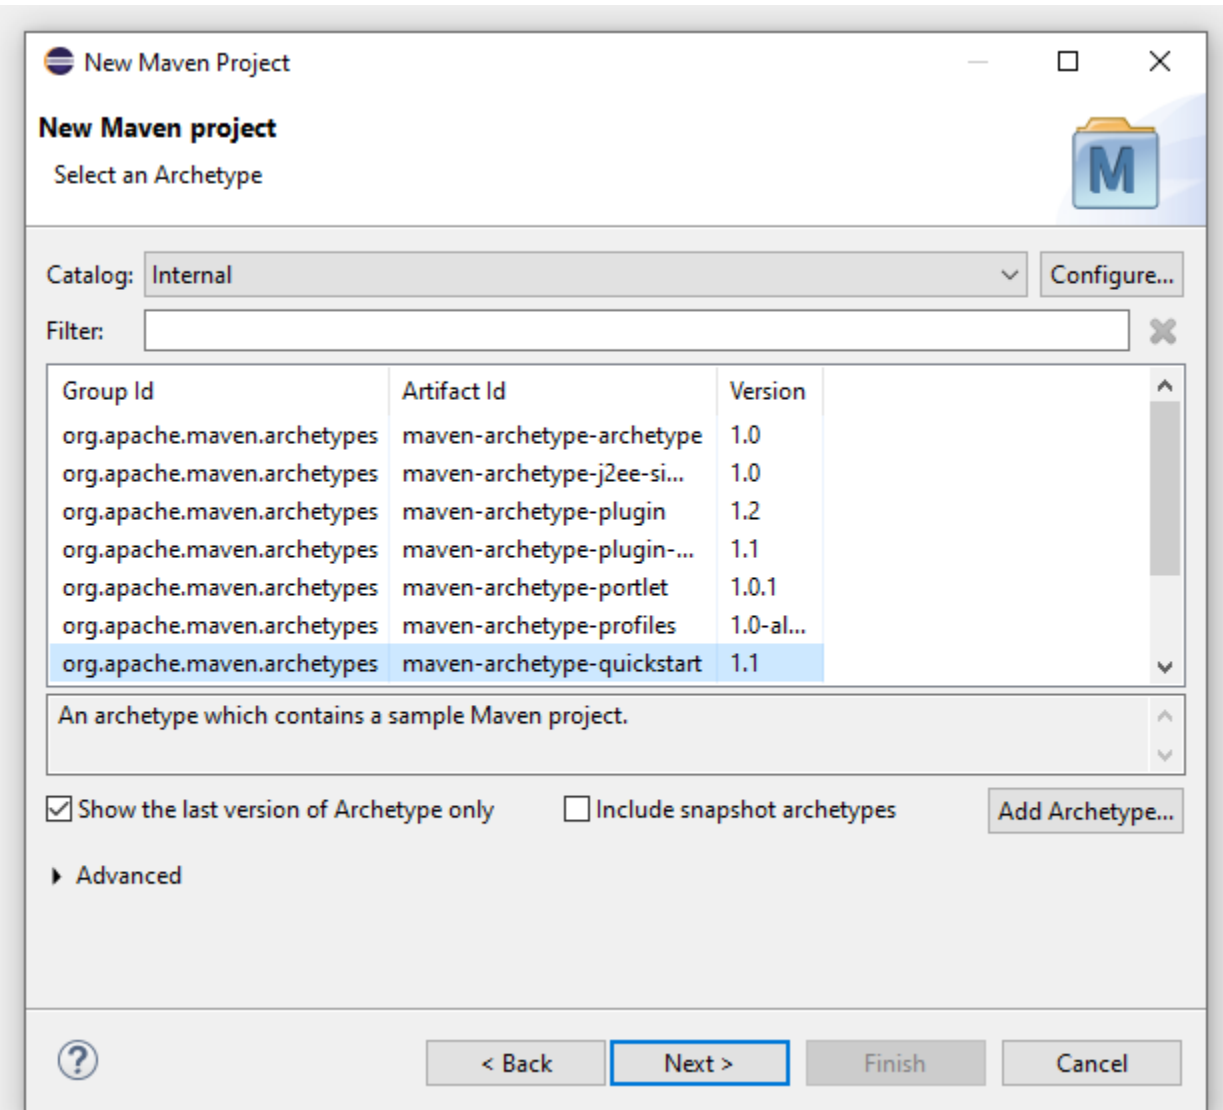 New Maven Project
New Maven project
Select an Archetype
M
Catalog: Internal Configure...
Filter:
Group Id Artifact Id Version
org.apache.maven.archetypes maven-archetype-archetype 1.0
org.apache.maven.archetypes maven-archetype-j2ee-si... 1.0
org.apache.maven.archetypes maven-archetype-plugin 1.2
org.apache.maven.archetypes maven-archetype-plugin-... 1.1
org.apache.maven.archetypes maven-archetype-portlet 1.0.1
org.apache.maven.archetypes maven-archetype-profiles 1.0-al...
org.apache.maven.archetypes maven-archetype-quickstart 1.1
An archetype which contains a sample Maven project.
Show the last version of Archetype only Include snapshot archetypes Add Archetype...
Advanced
? < Back Next > Finish Cancel